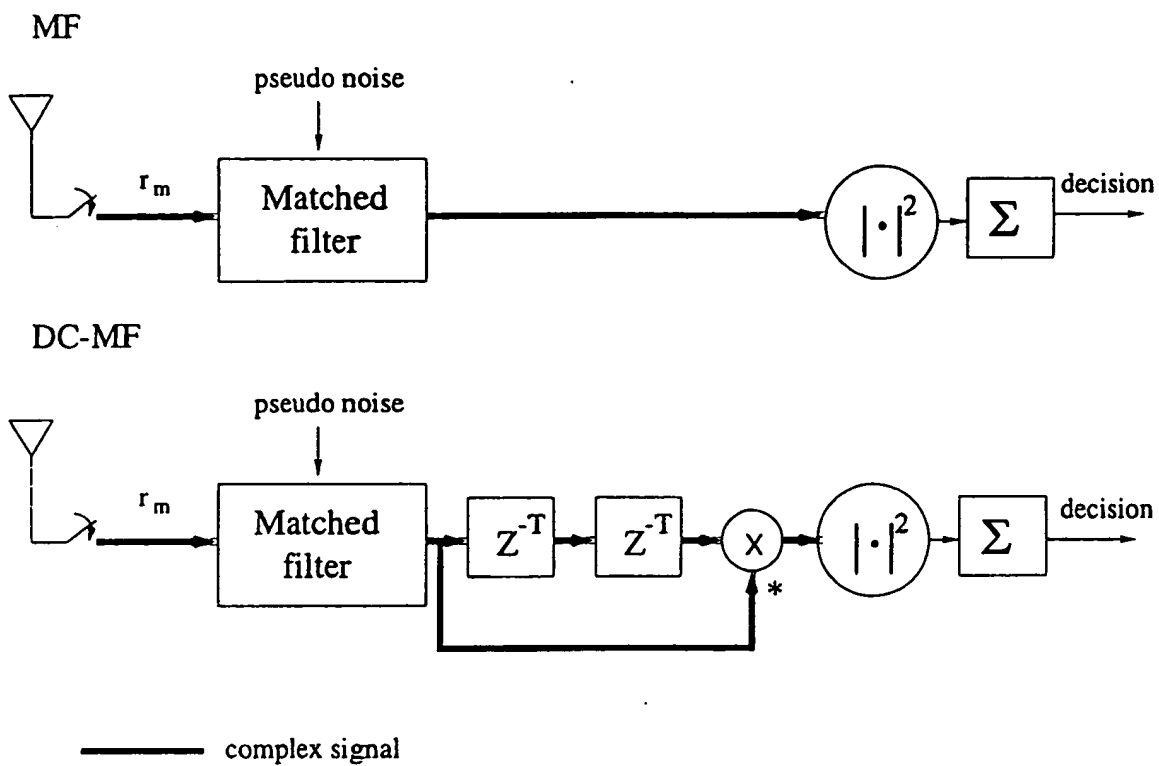 MF
pseudo noise
r m
Matched
filter
|•|²
Σ
decision
DC-MF
pseudo noise
r m
Matched
filter
Z^-T
Z^-T
X
*
|•|²
Σ
decision
complex signal